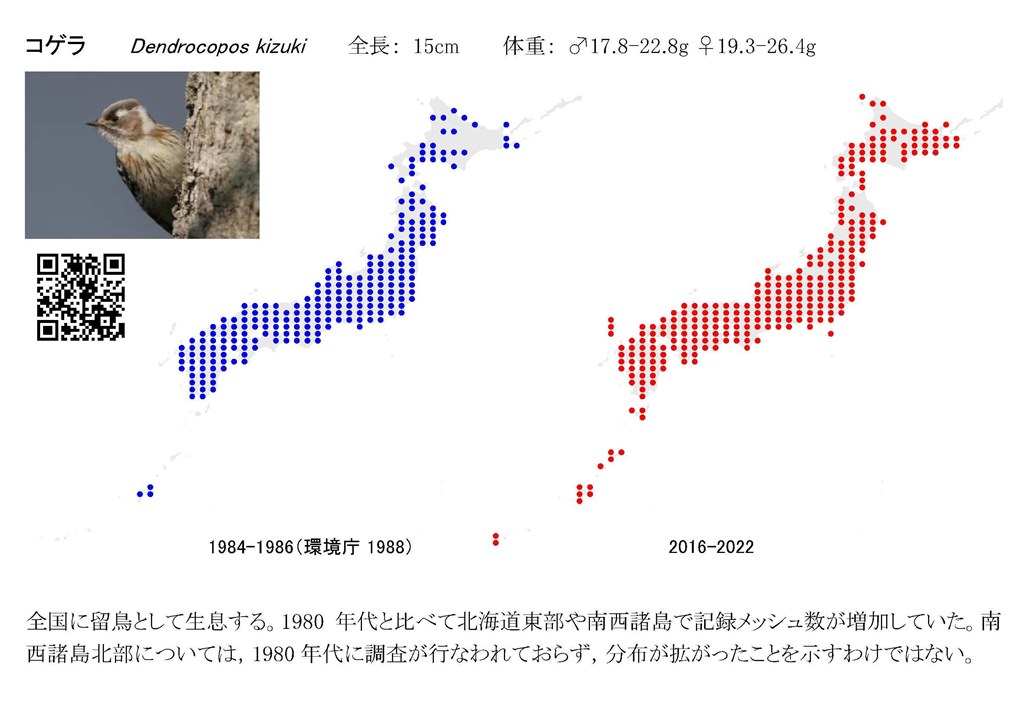 コゲラ Dendrocopos kizuki 全長： 15cm 体重： ♂17.8-22.8g ♀19.3-26.4g
1984-1986（環境庁 1988） 2016-2022
全国に留鳥として生息する。1980 年代と比べて北海道東部や南西諸島で記録メッシュ数が増加していた。南
西諸島北部については，1980 年代に調査が行なわれておらず，分布が拡がったことを示すわけではない。